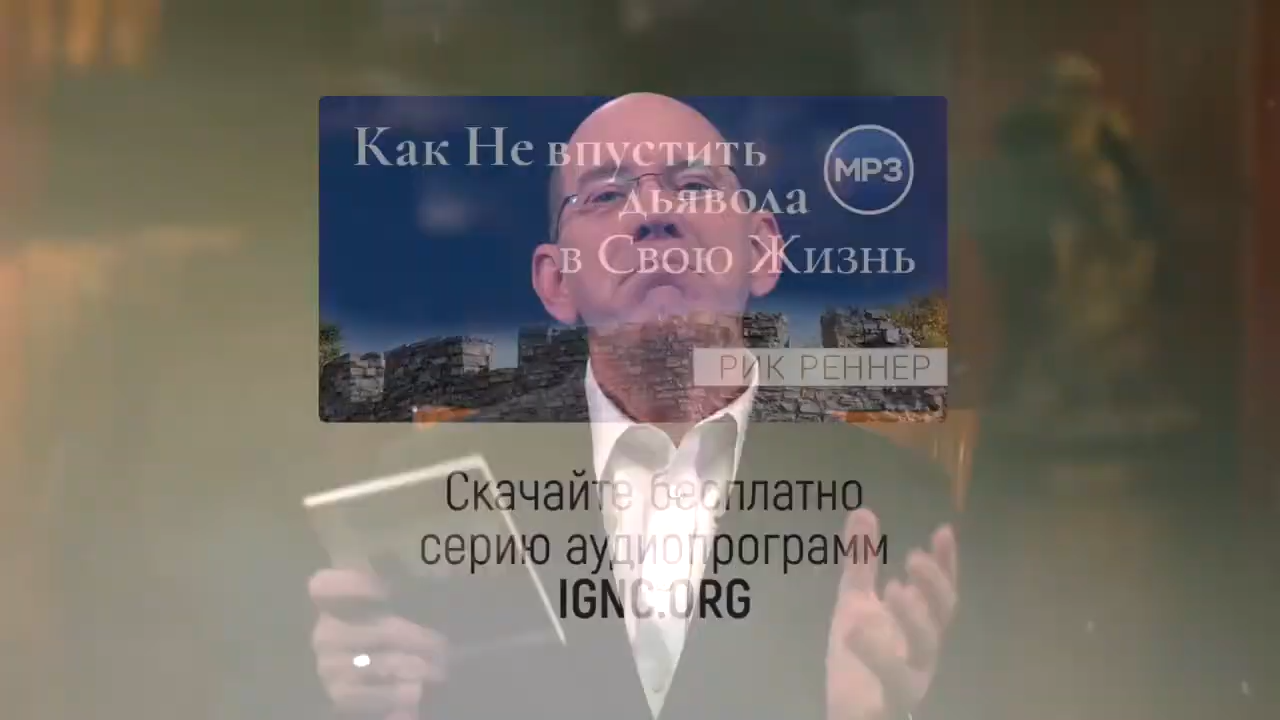 Как Не впустить
дьявола
в Свою Жизнь
MP3
РИК РЕННЕР
Скачайте бесплатно
серию аудиопрограмм
IGNC.ORG